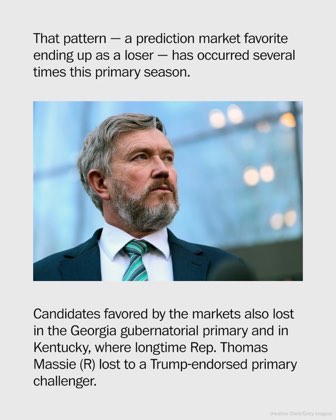 That pattern — a prediction market favorite
ending up as a loser — has occurred several
times this primary season.
Candidates favored by the markets also lost
in the Georgia gubernatorial primary and in
Kentucky, where longtime Rep. Thomas
Massie (R) lost to a Trump-endorsed primary
challenger.